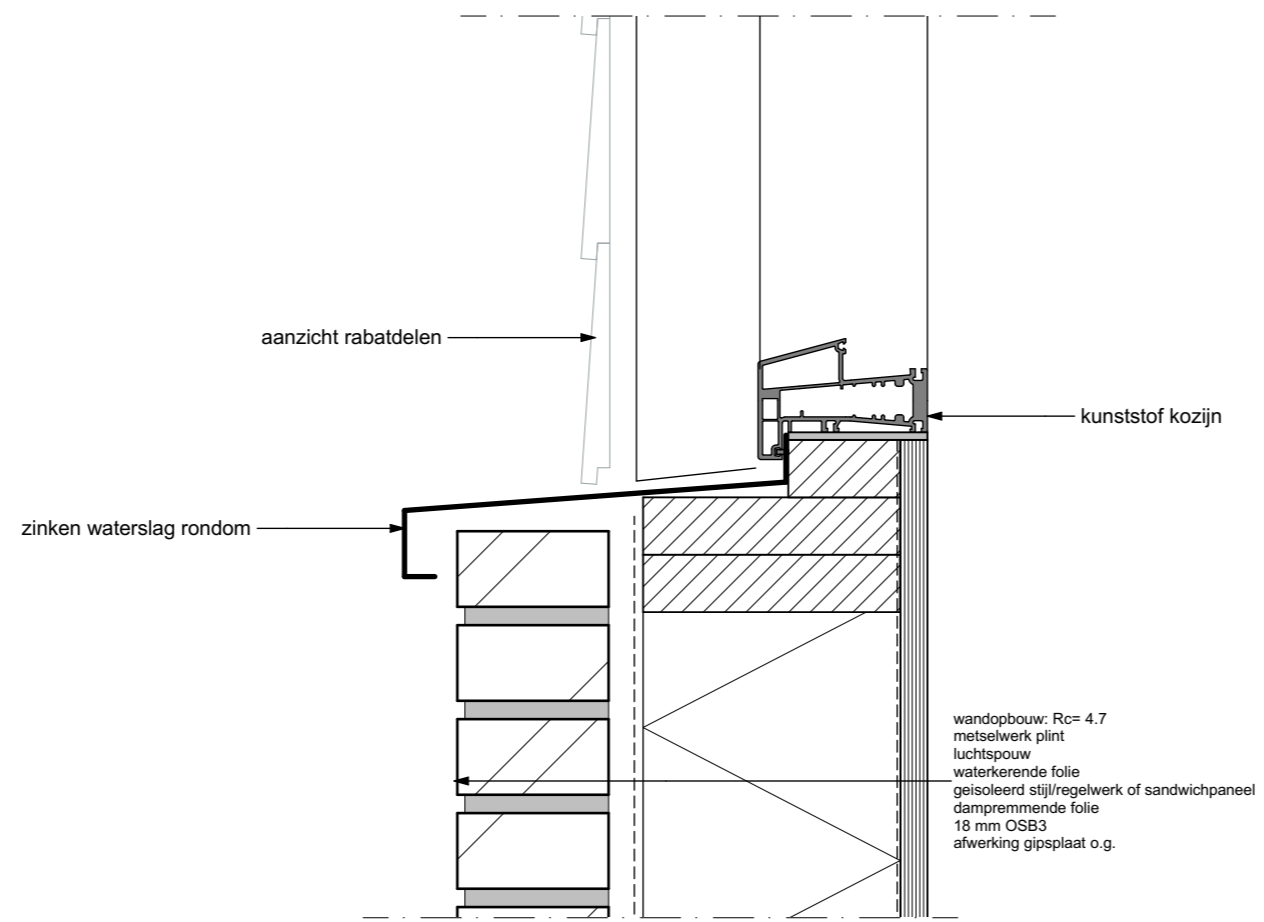 aanzicht rabatdelen
kunststof kozijn
zinken waterslag rondom
wandopbouw: Rc= 4.7
metselwerk plint
luchtspouw
waterkerende folie
geisoleerd stijl/regelwerk of sandwichpaneel
dampremmende folie
18 mm OSB3
afwerking gipsplaat o.g.